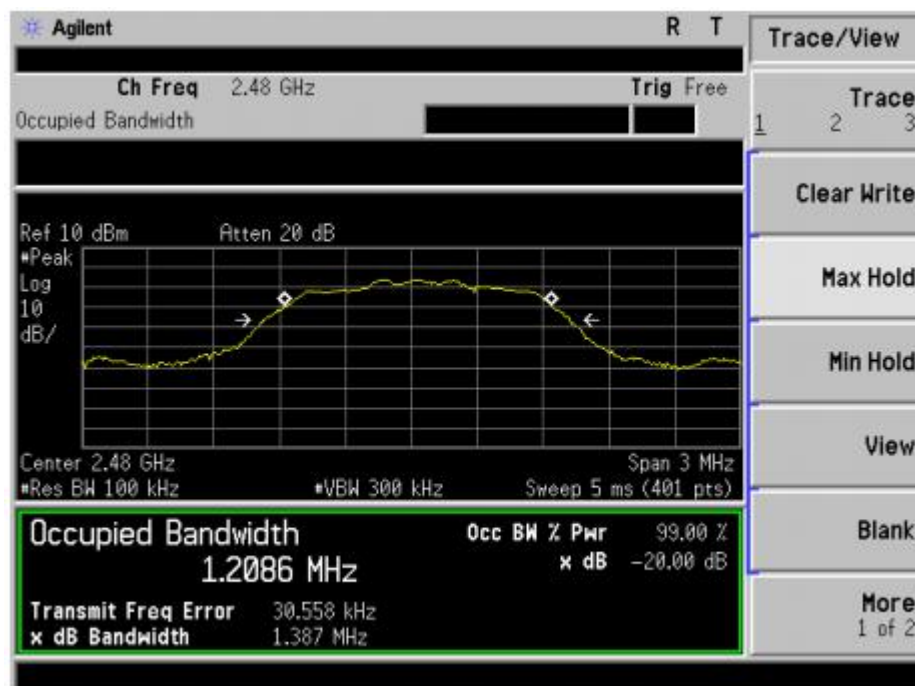 Agilent
R T
Ch Freq 2.48 GHz
Trig Free
Occupied Bandwidth
Ref 10 dBm
Atten 20 dB
#Peak
Log
10
dB/
Center 2.48 GHz
Span 3 MHz
#Res BW 100 kHz
#VBW 300 kHz
Sweep 5 ms (401 pts)
Occupied Bandwidth
1.2086 MHz
Occ BW % Pwr 99.00 %
x dB -20.00 dB
Transmit Freq Error 30.558 kHz
x dB Bandwidth 1.387 MHz
Trace/View
Trace
1 2 3
Clear Write
Max Hold
Min Hold
View
Blank
More
1 of 2